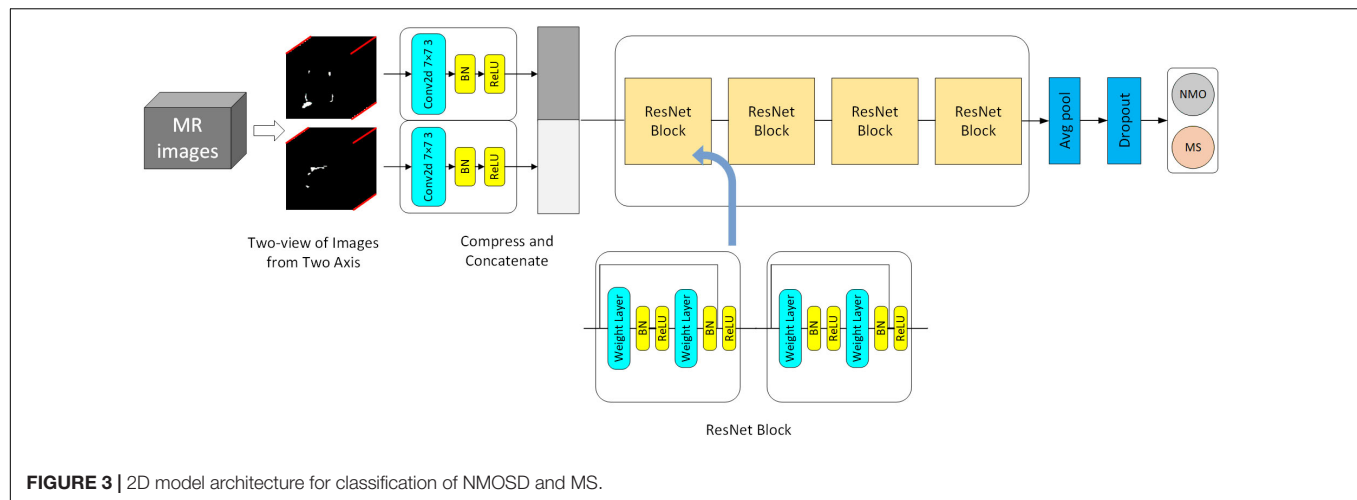 MR
images
Conv2d 7×7 3
BN
ReLU
Conv2d 7×7 3
BN
ReLU
Two-view of Images
from Two Axis
Compress and
Concatenate
ResNet
Block
ResNet
Block
ResNet
Block
ResNet
Block
Avg pool
Dropout
NMO
MS
Weight Layer
BN
ReLU
Weight Layer
BN
ReLU
Weight Layer
BN
ReLU
Weight Layer
BN
ReLU
ResNet Block
FIGURE 3 | 2D model architecture for classification of NMOSD and MS.